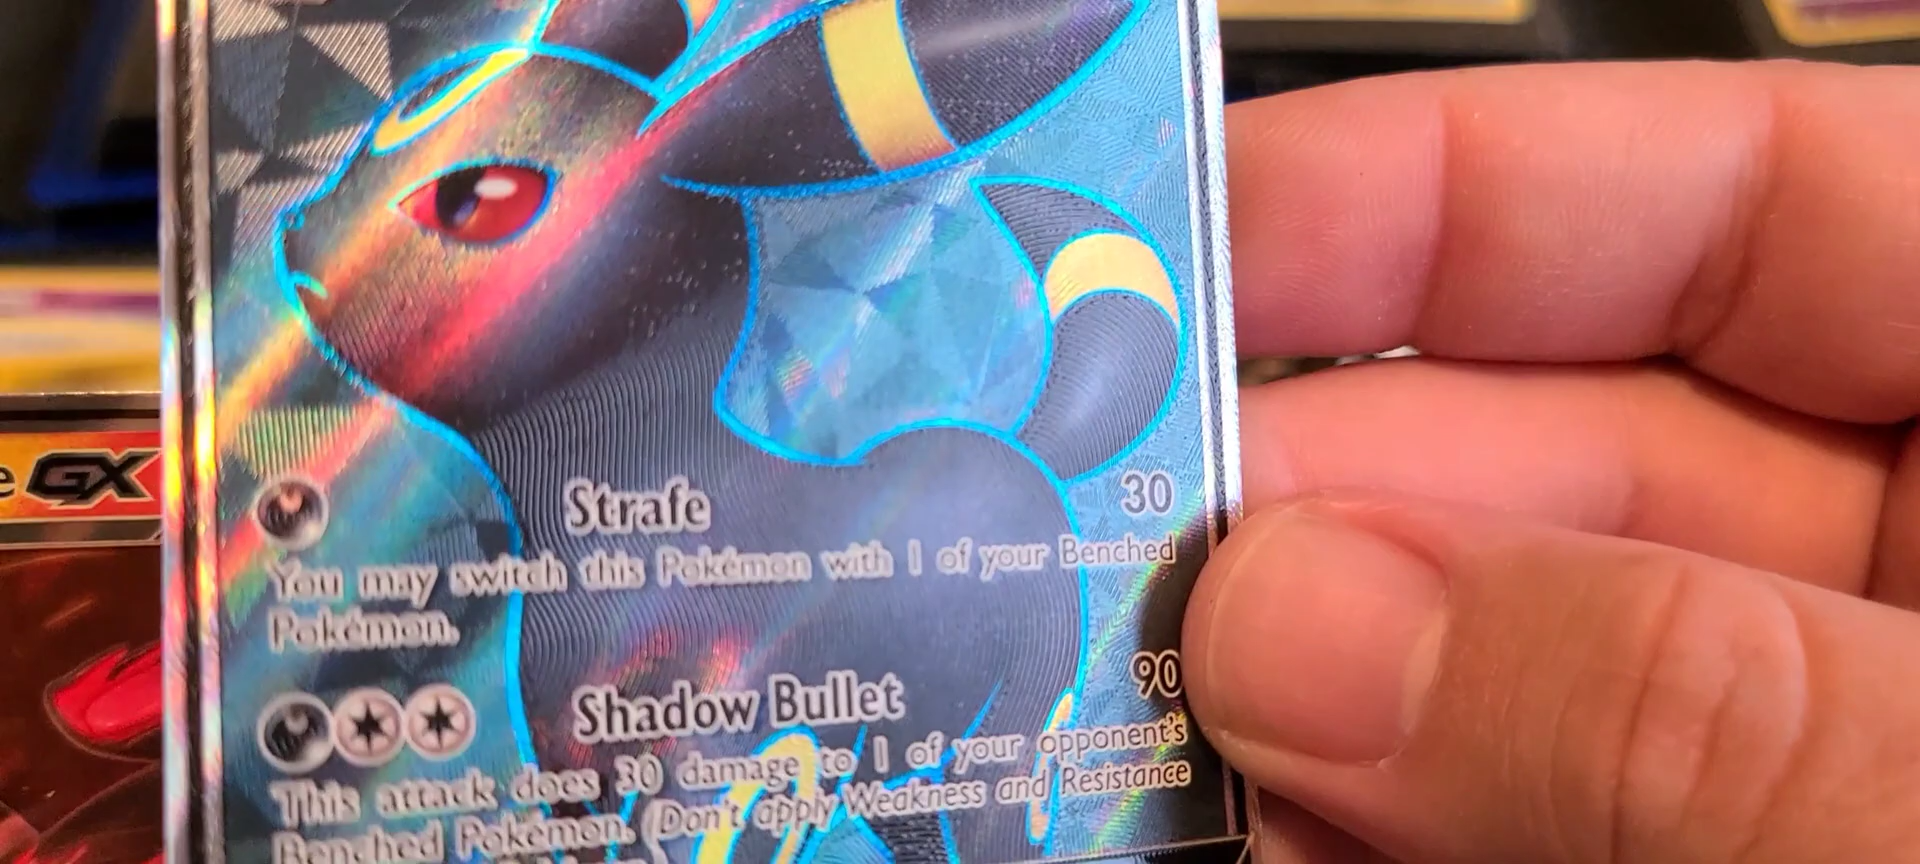 e GX
Strafe 30
You may switch this Pokémon with 1 of your Benched
Pokémon.
Shadow Bullet 90
This attack does 30 damage to 1 of your opponent's
Benched Pokémon. (Don't apply Weakness and Resistance